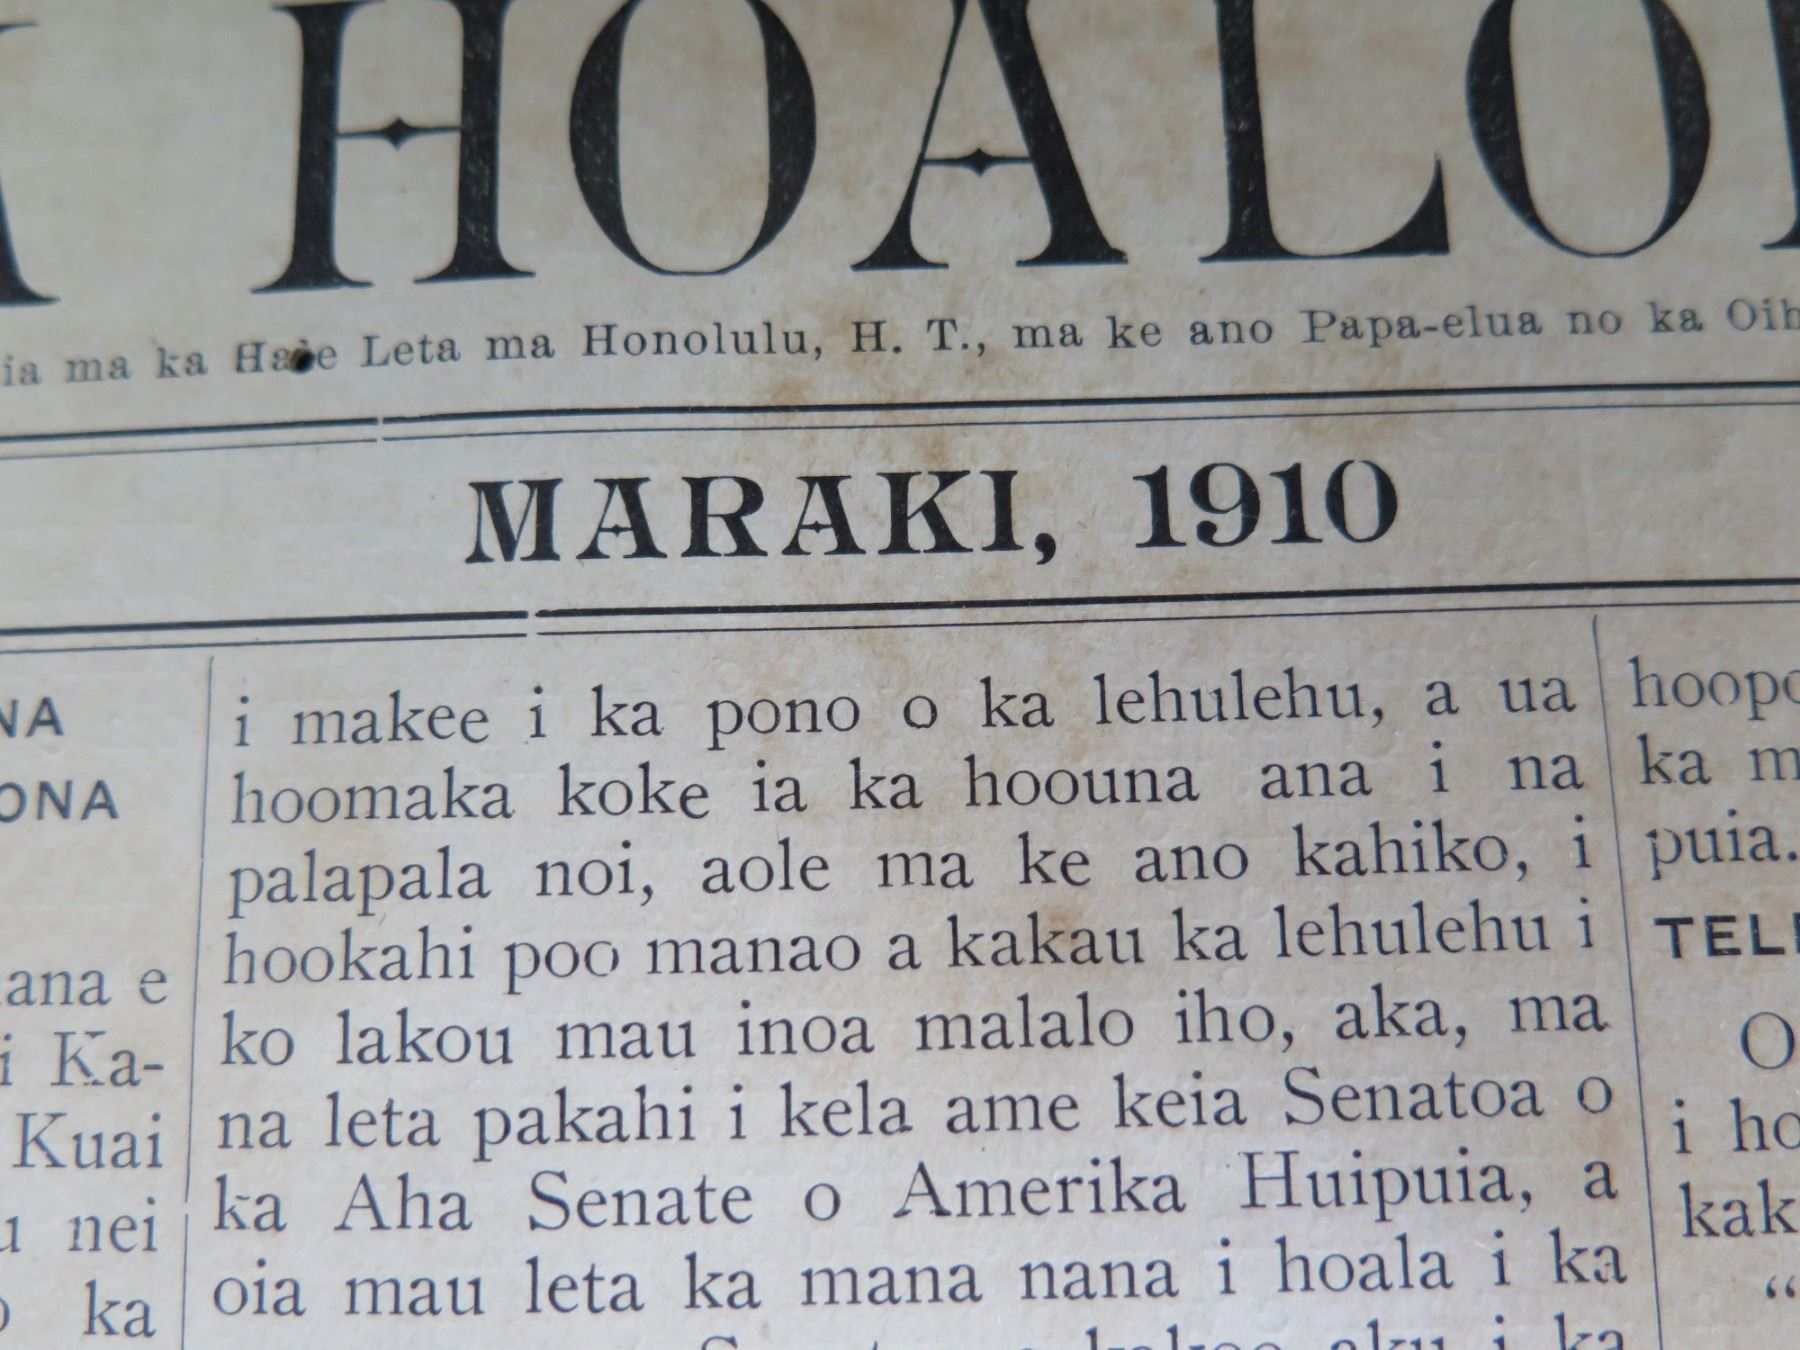 HOALO
ia ma ka Hale Leta ma Honolulu, H. T., ma ke ano Papa-elua no ka Oih
MARAKI, 1910
NA
ONA
ana e
i Ka-
Kuai
u nei
ka
i makee i ka pono o ka lehulehu, a ua
hoomaka koke ia ka hoouna ana i na
palapala noi, aole ma ke ano kahiko, i
hookahi poo manao a kakau ka lehulehu i
ko lakou mau inoa malalo iho, aka, ma
na leta pakahi i kela ame keia Senatoa o
ka Aha Senate o Amerika Huipuia, a
oia mau leta ka mana nana i hoala i ka
hoopo
ka m
puia.
TEL
O
i ho
kak
“